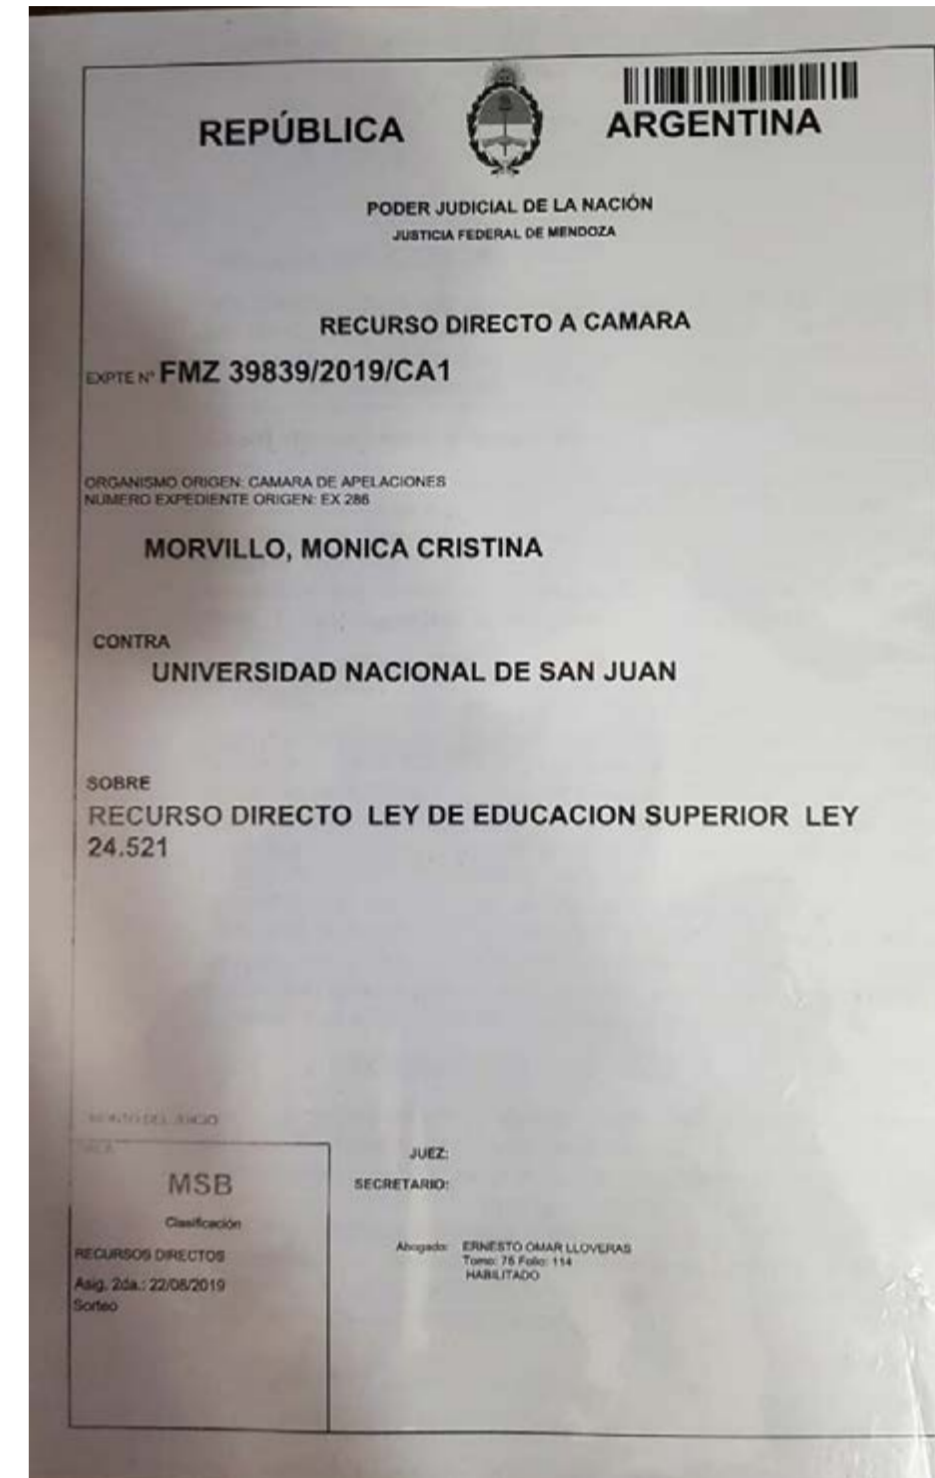 REPÚBLICA ARGENTINA
PODER JUDICIAL DE LA NACIÓN
JUSTICIA FEDERAL DE MENDOZA
RECURSO DIRECTO A CAMARA
EXPTE Nº FMZ 39839/2019/CA1
ORGANISMO ORIGEN: CAMARA DE APELACIONES
NUMERO EXPEDIENTE ORIGEN: EX 286
MORVILLO, MONICA CRISTINA
CONTRA
UNIVERSIDAD NACIONAL DE SAN JUAN
SOBRE
RECURSO DIRECTO LEY DE EDUCACION SUPERIOR LEY
24.521
MONTO DEL JUICIO
MSB
Clasificación
RECURSOS DIRECTOS
Asig. 2da.: 22/08/2019
Sorteo
JUEZ:
SECRETARIO:
Abogado: ERNESTO OMAR LLOVERAS
Tomo: 76 Folio: 114
HABILITADO